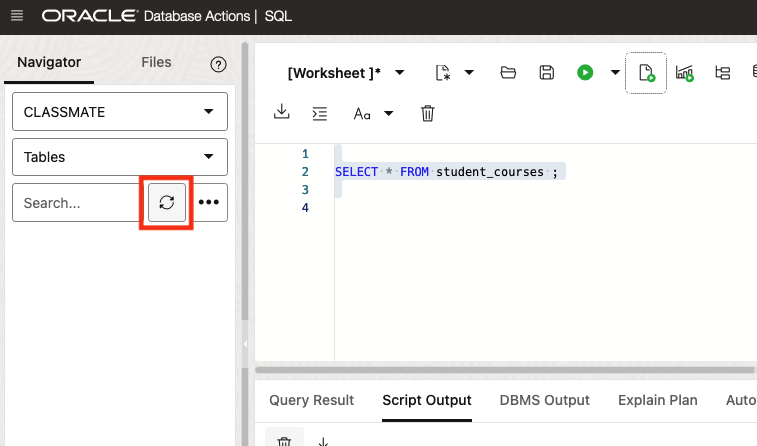 ORACLE Database Actions | SQL
Navigator Files
CLASSMATE
Tables
Search...
[Worksheet ]*
Aa
1
2 SELECT * FROM student_courses ;
3
4
Query Result Script Output DBMS Output Explain Plan Auto